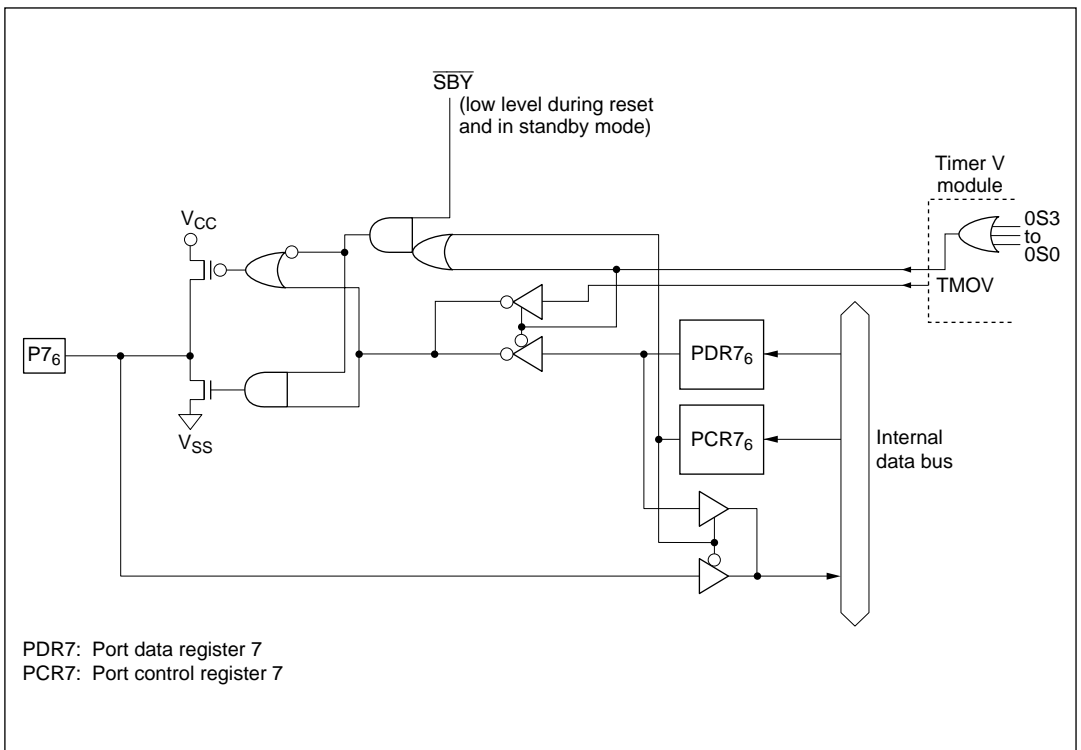 SBY
(low level during reset
and in standby mode)
Timer V
module
0S3
to
0S0
TMOV
VCC
P76
VSS
PDR76
PCR76
Internal
data bus
PDR7: Port data register 7
PCR7: Port control register 7